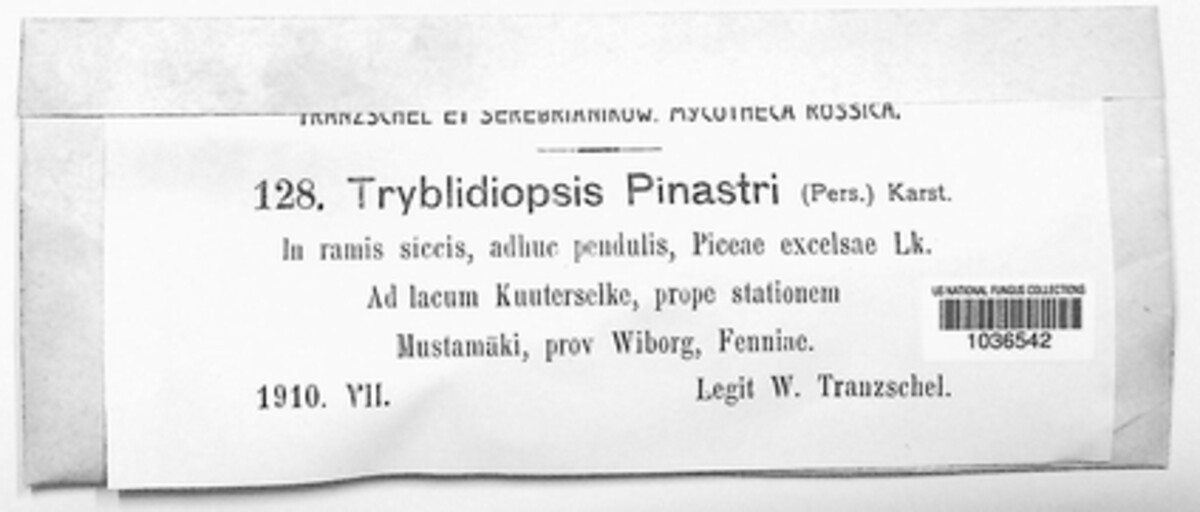 TRANZSCHEL ET SEREBRIANIKOW. MYCOTHECA ROSSICA.
128. Tryblidiopsis Pinastri (Pers.) Karst.
In ramis siccis, adhuc pendulis, Piceae excelsae Lk.
Ad lacum Kuuterselke, prope stationem
Mustamäki, prov Wiborg, Fenniae.
1910. VII.
Legit W. Tranzschel.
US NATIONAL FUNGUS COLLECTIONS
1036542